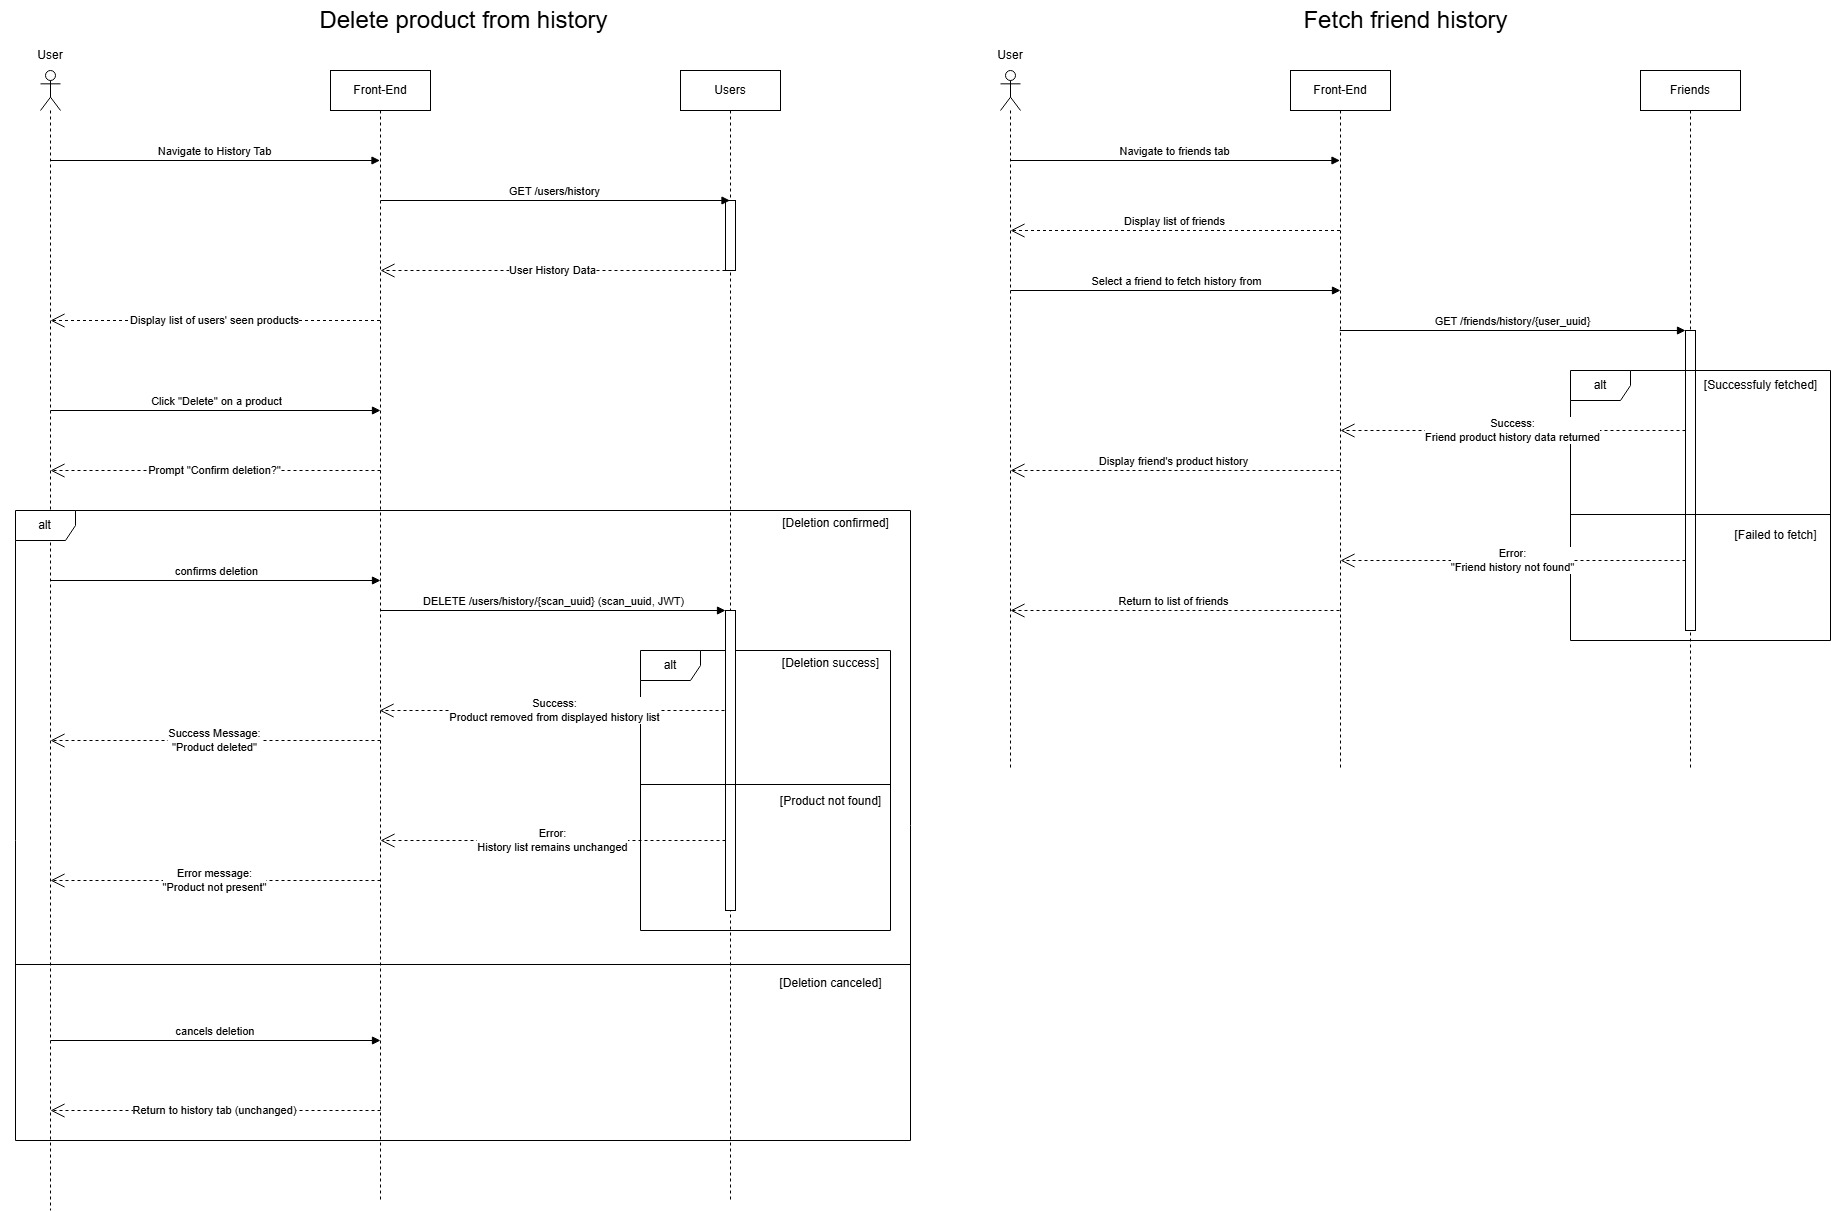 Delete product from history
User
Front-End
Users
Navigate to History Tab
GET /users/history
User History Data
Display list of users' seen products
Click "Delete" on a product
Prompt "Confirm deletion?"
alt
[Deletion confirmed]
confirms deletion
DELETE /users/history/{scan_uuid} (scan_uuid, JWT)
alt
[Deletion success]
Success:
Product removed from displayed history list
Success Message:
"Product deleted"
[Product not found]
Error:
History list remains unchanged
Error message:
"Product not present"
[Deletion canceled]
cancels deletion
Return to history tab (unchanged)
Fetch friend history
User
Front-End
Friends
Navigate to friends tab
Display list of friends
Select a friend to fetch history from
GET /friends/history/{user_uuid}
alt
[Successfuly fetched]
Success:
Friend product history data returned
Display friend's product history
[Failed to fetch]
Error:
"Friend history not found"
Return to list of friends